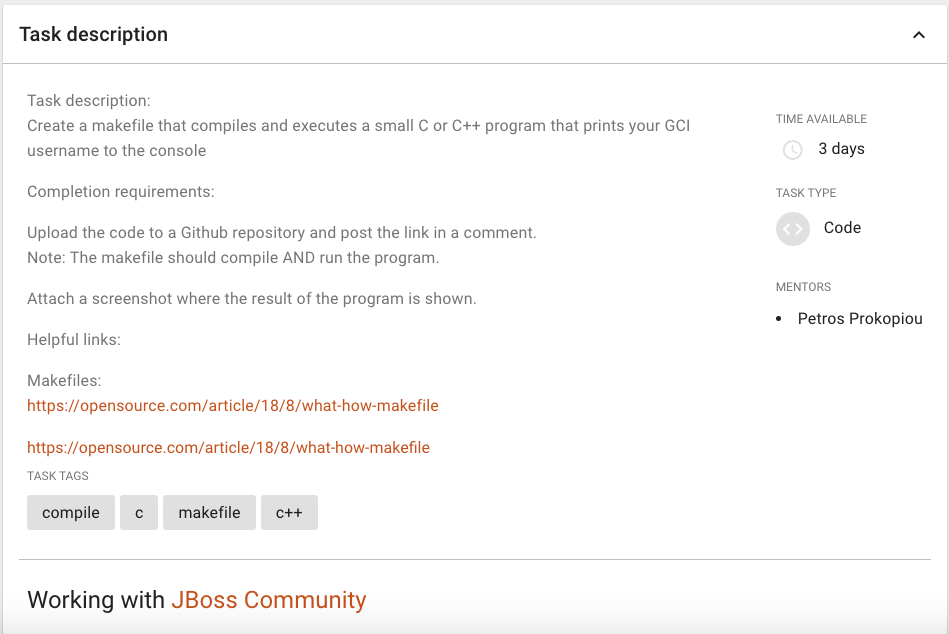 Task description
Task description:
Create a makefile that compiles and executes a small C or C++ program that prints your GCI
username to the console
Completion requirements:
Upload the code to a Github repository and post the link in a comment.
Note: The makefile should compile AND run the program.
Attach a screenshot where the result of the program is shown.
Helpful links:
Makefiles:
https://opensource.com/article/18/8/what-how-makefile
https://opensource.com/article/18/8/what-how-makefile
TASK TAGS
compile
c
makefile
c++
TIME AVAILABLE
3 days
TASK TYPE
Code
MENTORS
• Petros Prokopiou
Working with JBoss Community